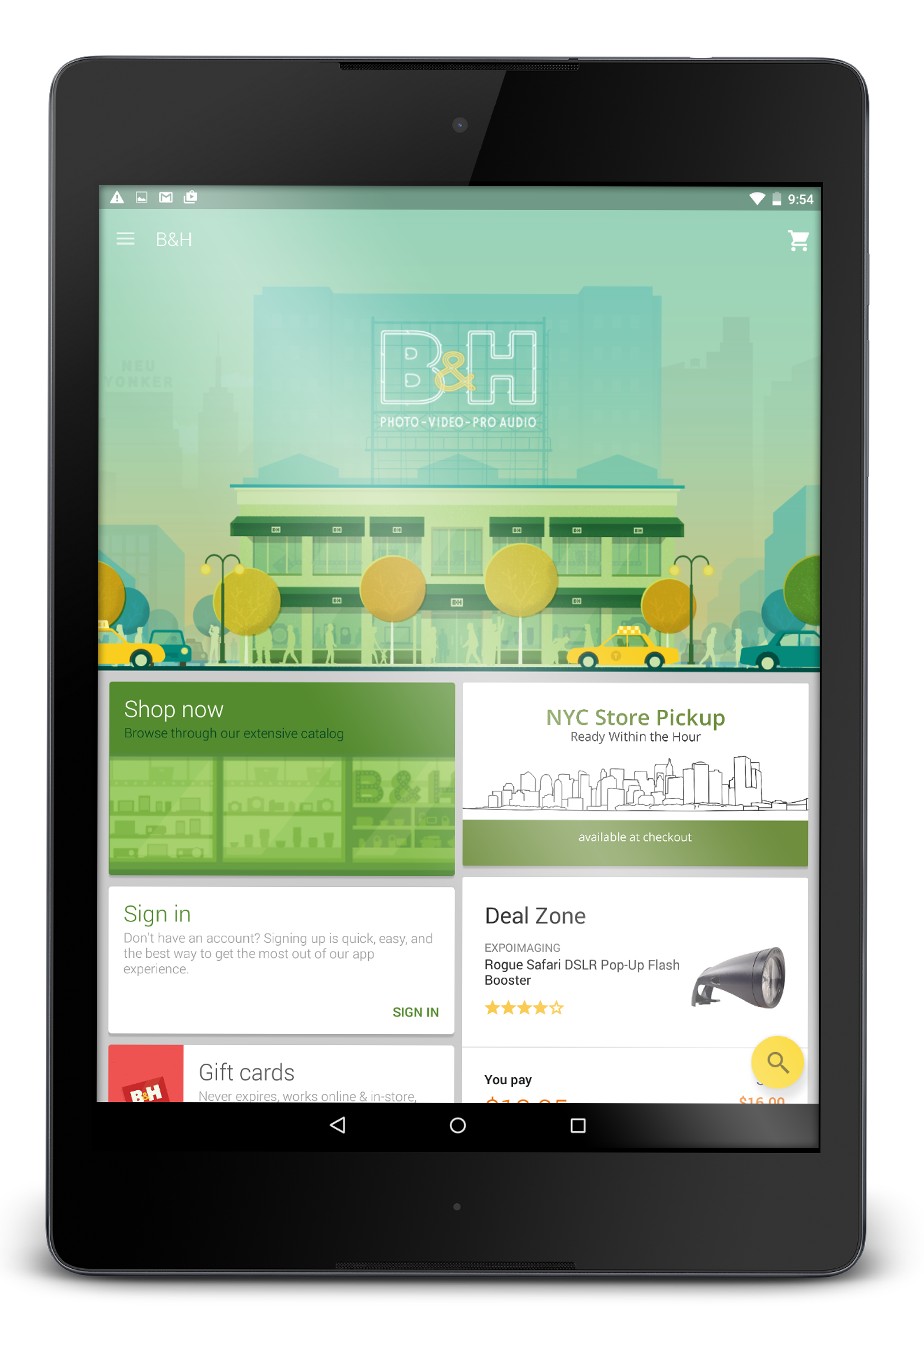 9:54
B&H
NEU
YONKER
B&H
PHOTO - VIDEO - PRO AUDIO
B&H
B&H
B&H
B&H
B&H
B&H
B&H
B&H
B&H
Shop now
Browse through our extensive catalog
B&H
NYC Store Pickup
Ready Within the Hour
available at checkout
Sign in
Don't have an account? Signing up is quick, easy, and
the best way to get the most out of our app
experience.
SIGN IN
Deal Zone
EXPOIMAGING
Rogue Safari DSLR Pop-Up Flash
Booster
B&H
Gift cards
Never expires, works online & in-store,
You pay
$16.00